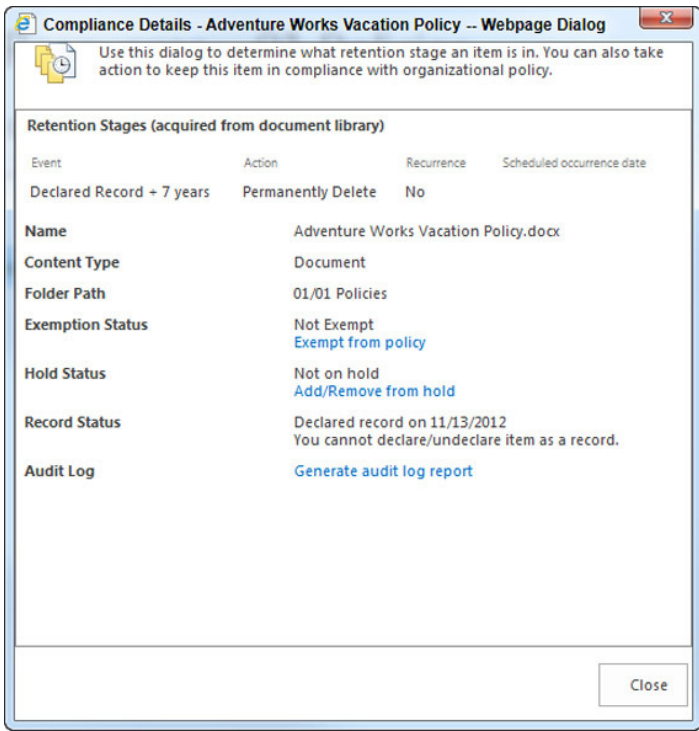 Compliance Details - Adventure Works Vacation Policy -- Webpage Dialog
Use this dialog to determine what retention stage an item is in. You can also take
action to keep this item in compliance with organizational policy.
Retention Stages (acquired from document library)
Event Action Recurrence Scheduled occurrence date
Declared Record + 7 years Permanently Delete No
Name Adventure Works Vacation Policy.docx
Content Type Document
Folder Path 01/01 Policies
Exemption Status Not Exempt
Exempt from policy
Hold Status Not on hold
Add/Remove from hold
Record Status Declared record on 11/13/2012
You cannot declare/undeclare item as a record.
Audit Log Generate audit log report
Close